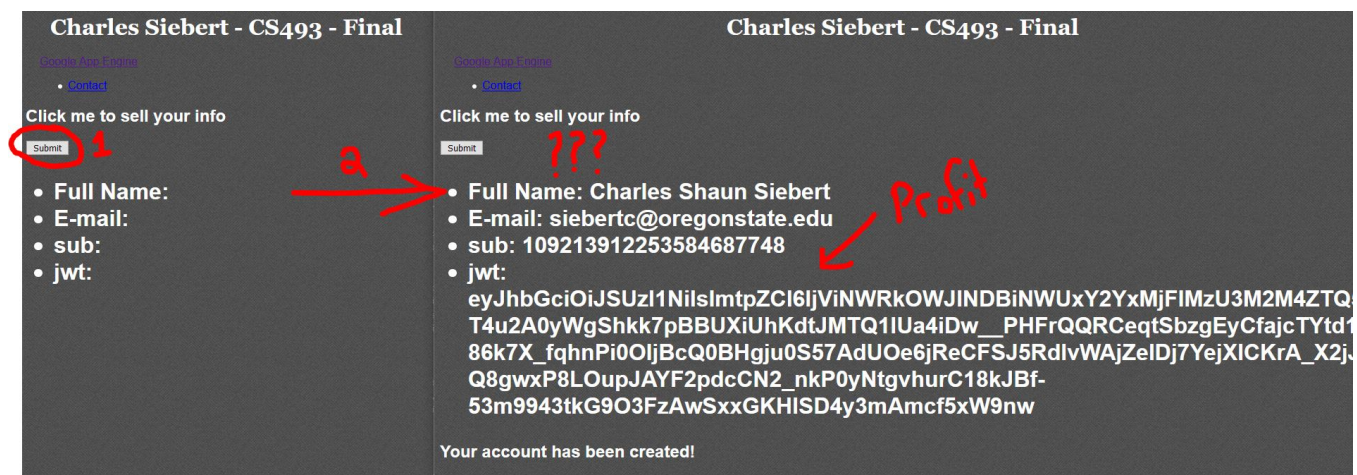 Charles Siebert - CS493 - Final
Google App Engine
• Contact
Click me to sell your info
Submit
1
• Full Name:
• E-mail:
• sub:
• jwt:
2
Charles Siebert - CS493 - Final
Google App Engine
• Contact
Click me to sell your info
Submit
???
• Full Name: Charles Shaun Siebert
• E-mail: siebertc@oregonstate.edu
• sub: 109213912253584687748
Profit
• jwt:
53m9943tkG9O3FzAwSxxGKHISD4y3mAmcf5xW9nw
Your account has been created!